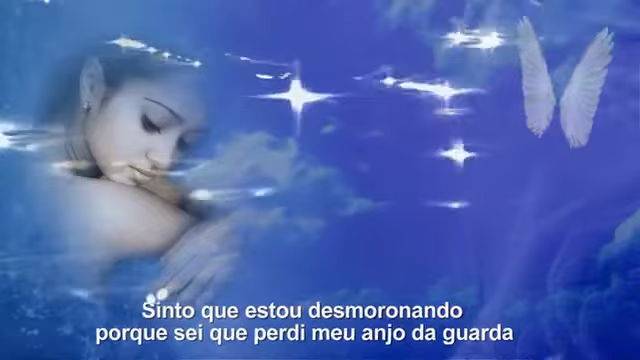 Sinto que estou desmoronando
porque sei que perdi meu anjo da guarda